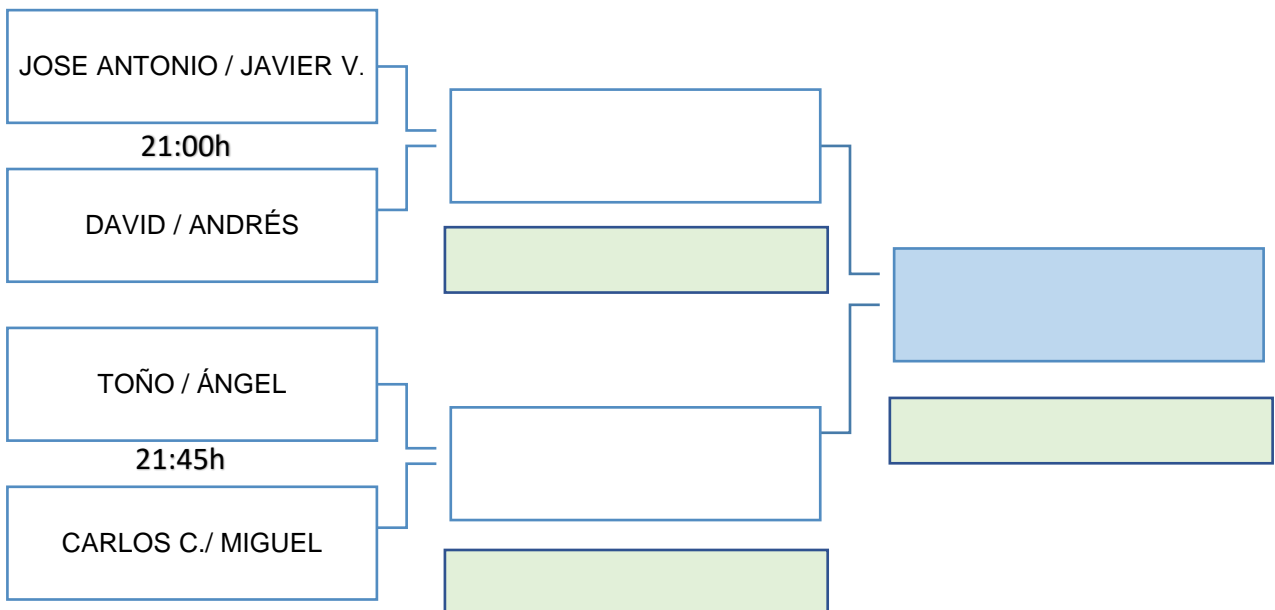 JOSE ANTONIO / JAVIER V.
21:00h
DAVID / ANDRÉS
TOÑO / ÁNGEL
21:45h
CARLOS C./ MIGUEL